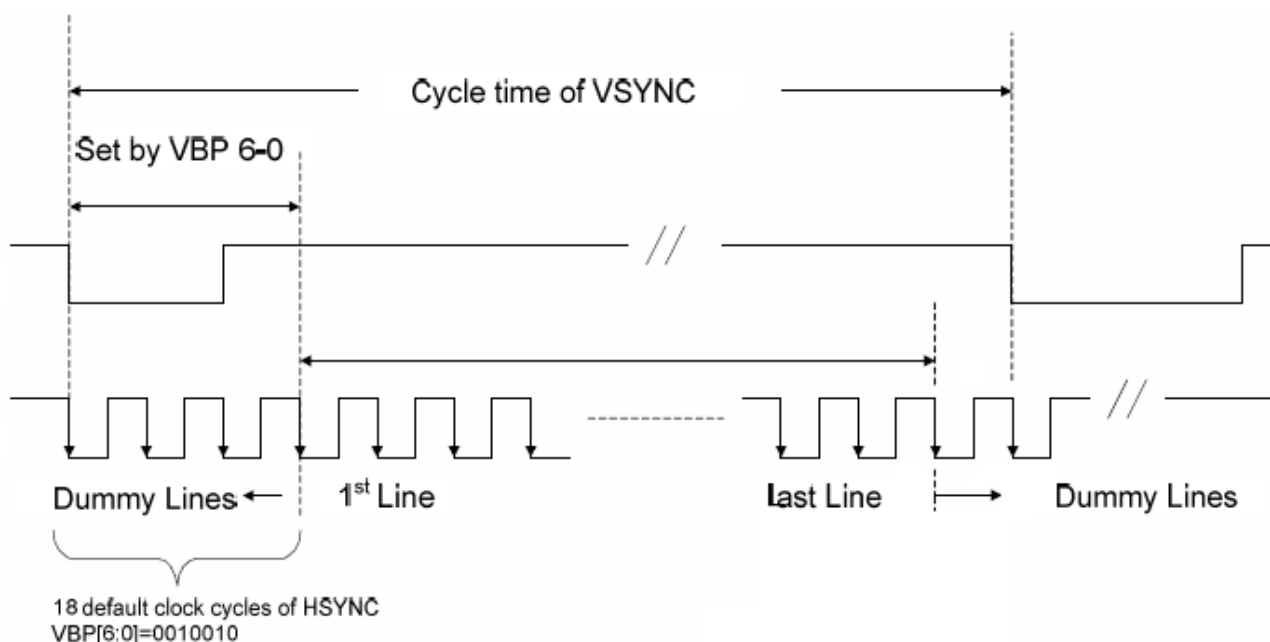 Cycle time of VSYNC
Set by VBP 6-0
Dummy Lines
1st Line
Last Line
Dummy Lines
18 default clock cycles of HSYNC
VBP[6:0]=0010010